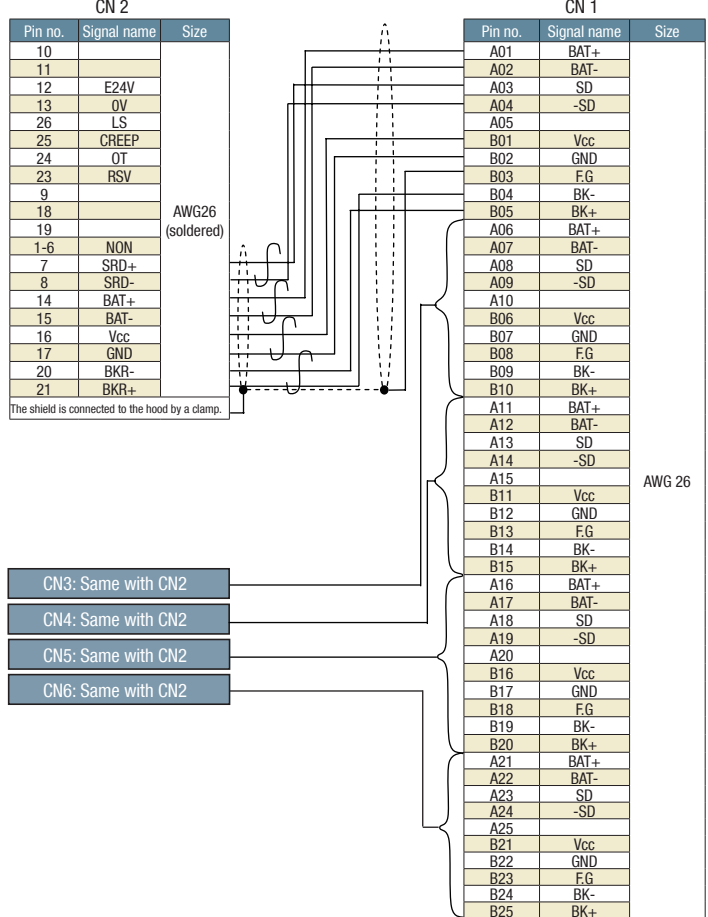 CN 2
Pin no. Signal name Size
10
11
12 E24V
13 0V
26 LS
25 CREEP
24 OT
23 RSV
9
18
19
1-6 NON
7 SRD+
8 SRD-
14 BAT+
15 BAT-
16 Vcc
17 GND
20 BKR-
21 BKR+
AWG26
(soldered)
The shield is connected to the hood by a clamp.
CN3: Same with CN2
CN4: Same with CN2
CN5: Same with CN2
CN6: Same with CN2
CN 1
Pin no. Signal name Size
A01 BAT+
A02 BAT-
A03 SD
A04 -SD
A05
B01 Vcc
B02 GND
B03 F.G
B04 BK-
B05 BK+
A06 BAT+
A07 BAT-
A08 SD
A09 -SD
A10
B06 Vcc
B07 GND
B08 F.G
B09 BK-
B10 BK+
A11 BAT+
A12 BAT-
A13 SD
A14 -SD
A15
B11 Vcc
B12 GND
B13 F.G
B14 BK-
B15 BK+
A16 BAT+
A17 BAT-
A18 SD
A19 -SD
A20
B16 Vcc
B17 GND
B18 F.G
B19 BK-
B20 BK+
A21 BAT+
A22 BAT-
A23 SD
A24 -SD
A25
B21 Vcc
B22 GND
B23 F.G
B24 BK-
B25 BK+
AWG 26